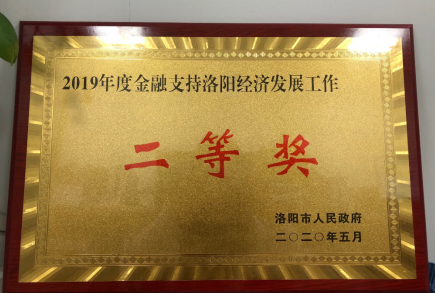 2019年度金融支持洛阳经济发展工作
二等奖
洛阳市人民政府
二〇二〇年五月